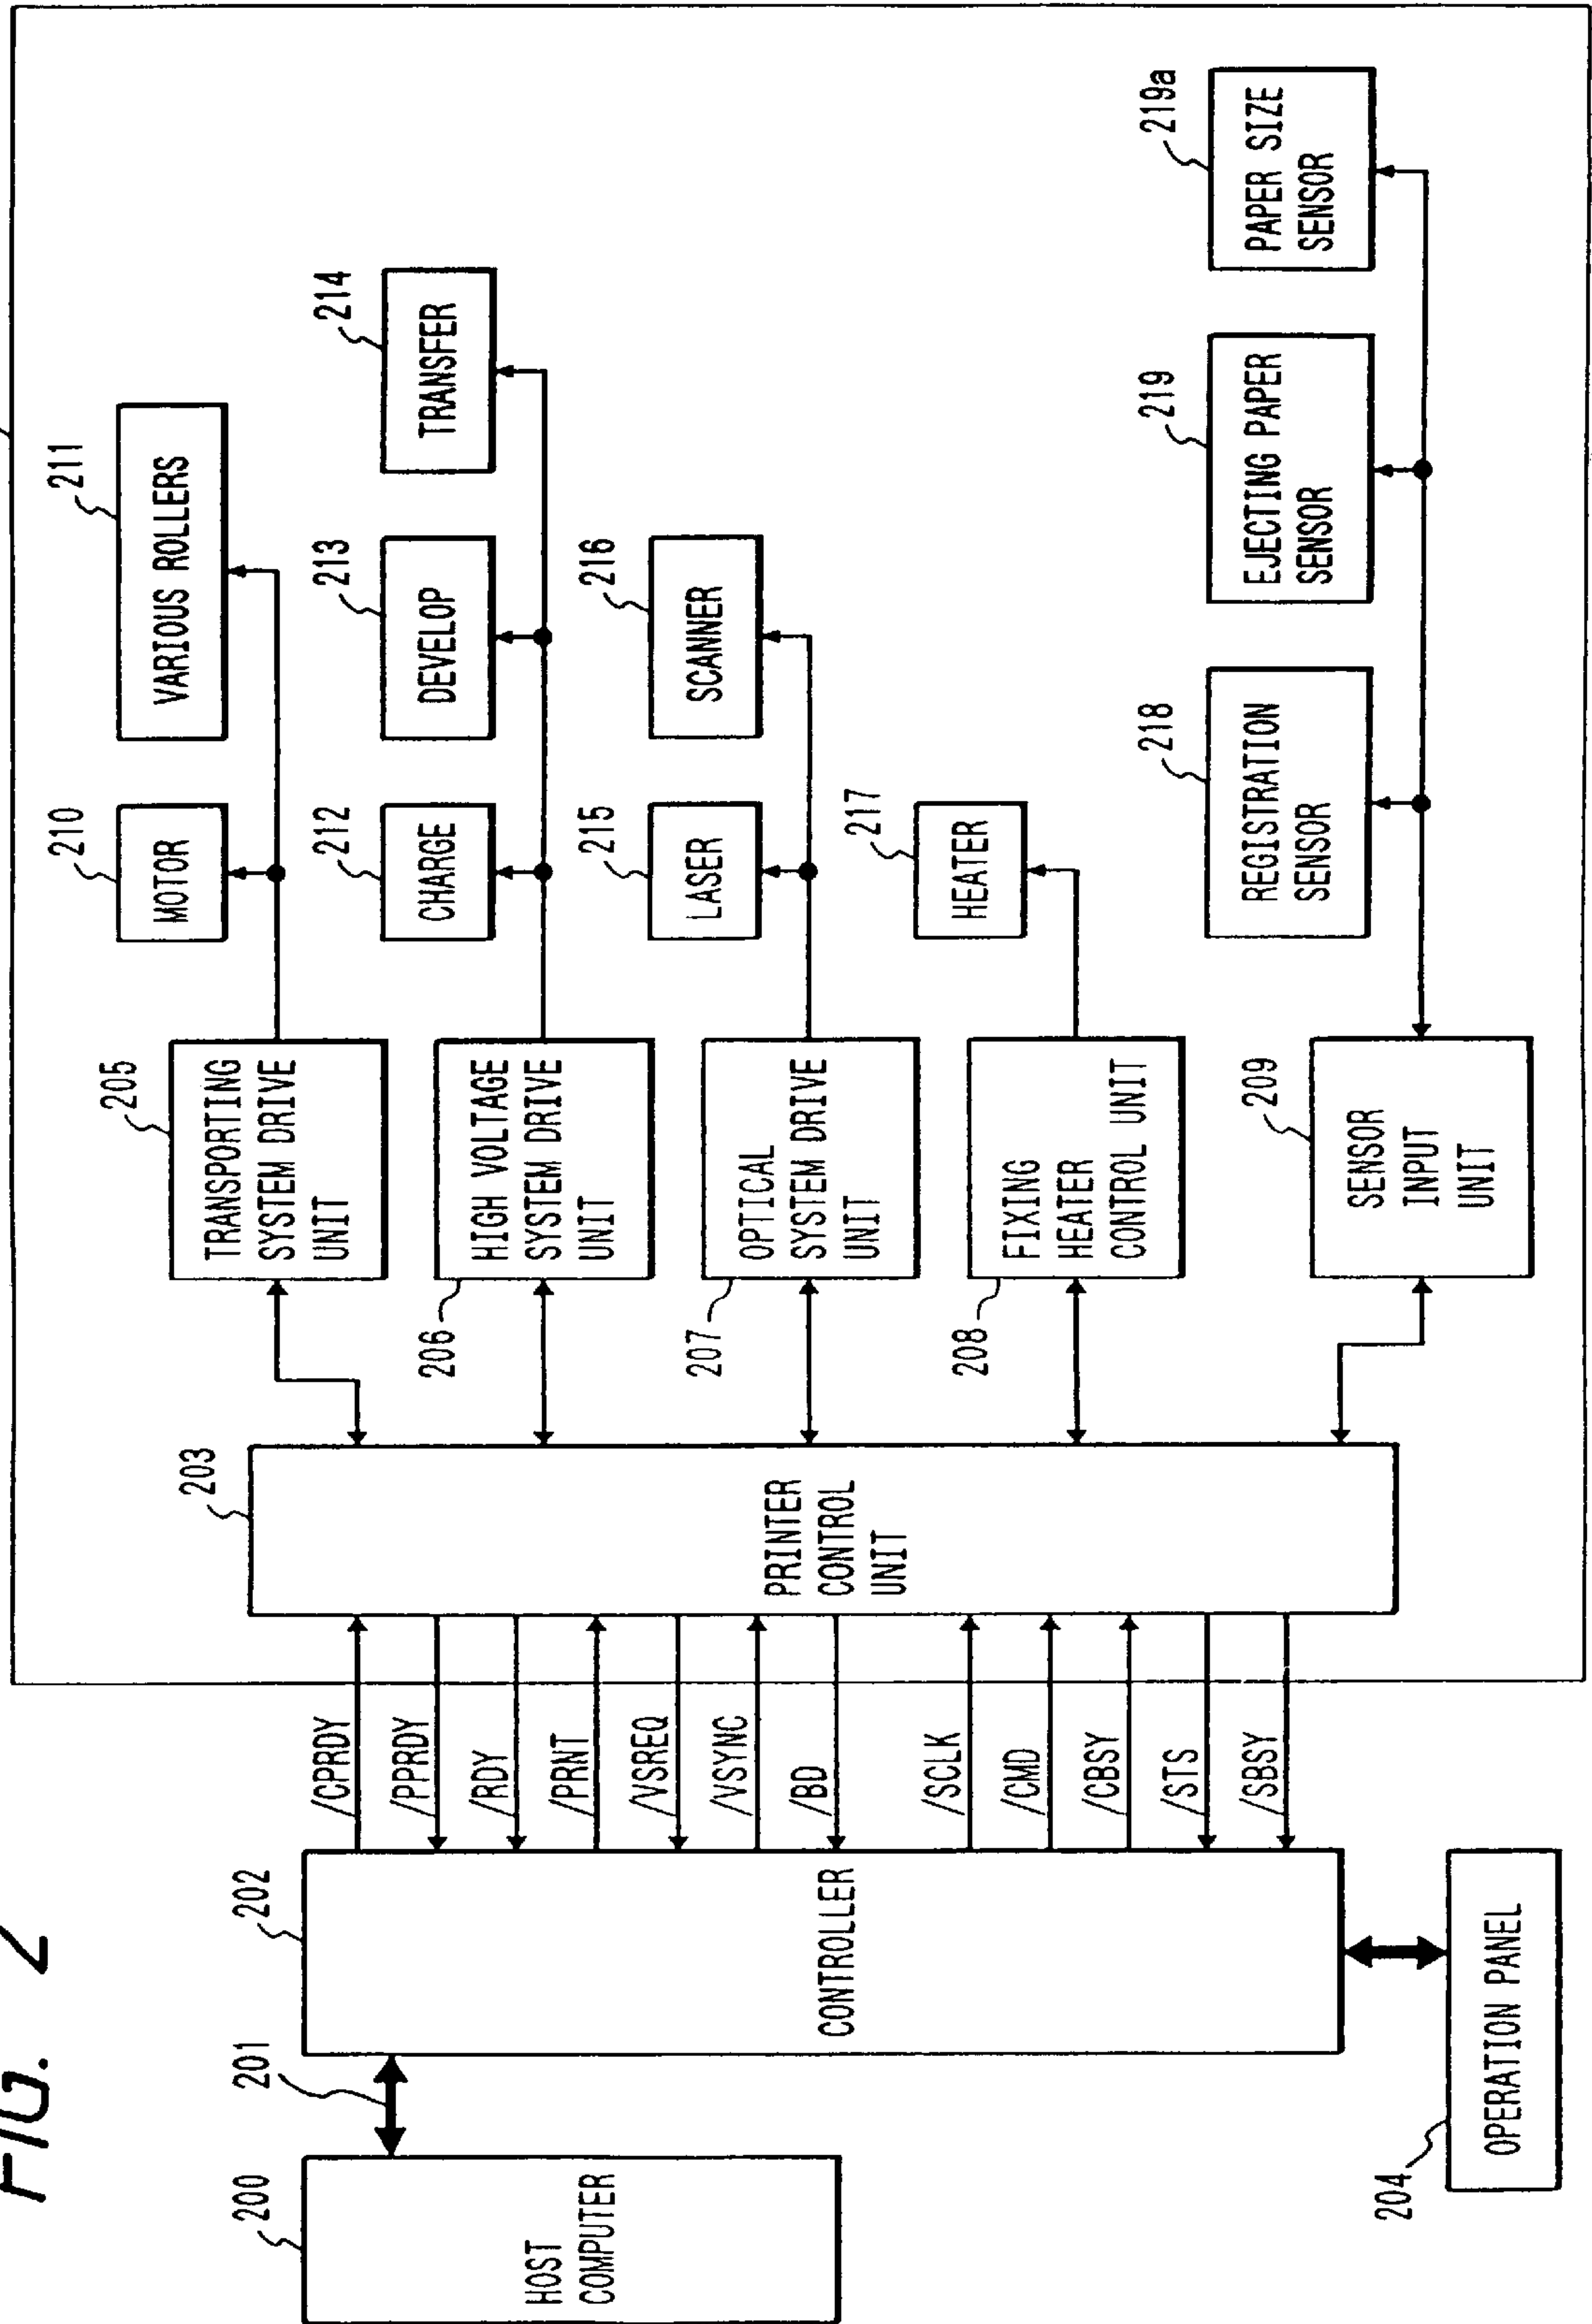 FIG. 2
200
HOST
COMPUTER
201
202
CONTROLLER
204
OPERATION PANEL
/CPRDY
/PPRDY
/RDY
/PRNT
/VSREQ
/VSYNC
/BD
/SCLK
/CMD
/CBSY
/STS
/SBSY
203
PRINTER
CONTROL
UNIT
205
TRANSPORTING
SYSTEM DRIVE
UNIT
206
HIGH VOLTAGE
SYSTEM DRIVE
UNIT
207
OPTICAL
SYSTEM DRIVE
UNIT
208
FIXING
HEATER
CONTROL UNIT
209
SENSOR
INPUT
UNIT
210
MOTOR
211
VARIOUS ROLLERS
212
CHARGE
213
DEVELOP
214
TRANSFER
215
LASER
216
SCANNER
217
HEATER
218
REGISTRATION
SENSOR
219
EJECTING PAPER
SENSOR
219a
PAPER SIZE
SENSOR